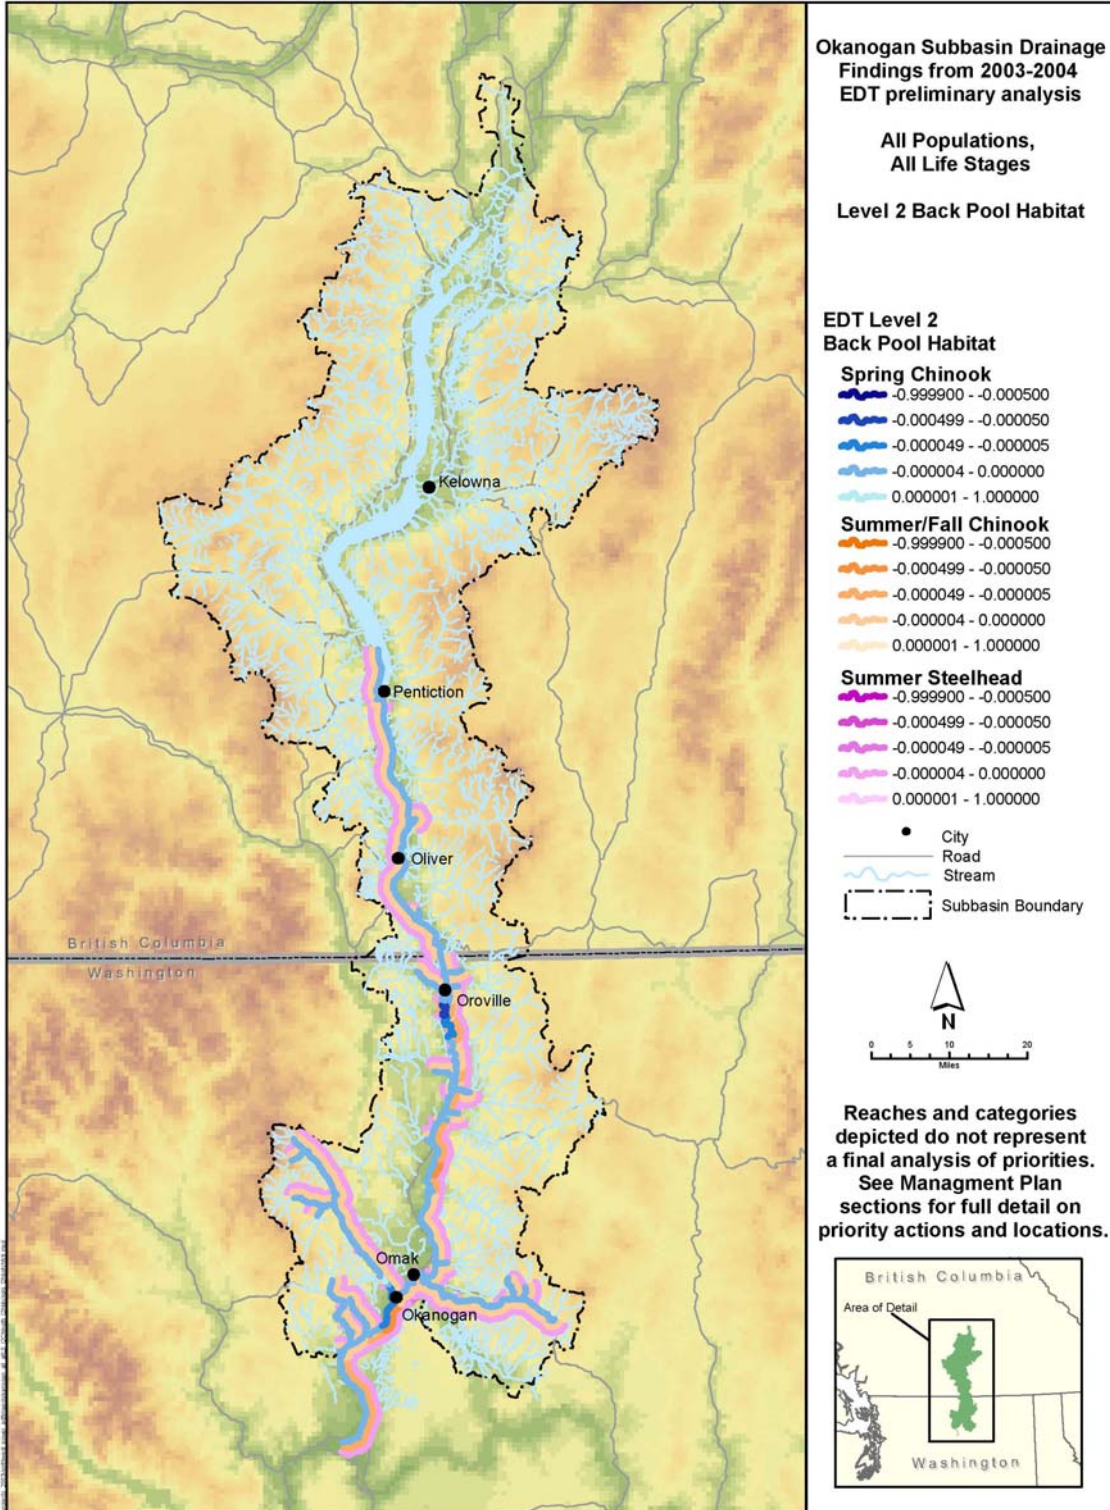 Okanogan Subbasin Drainage
Findings from 2003-2004
EDT preliminary analysis
All Populations,
All Life Stages
Level 2 Back Pool Habitat
EDT Level 2
Back Pool Habitat
Spring Chinook
-0.999900 - -0.000500
-0.000499 - -0.000050
-0.000049 - -0.000005
-0.000004 - 0.000000
0.000001 - 1.000000
Summer/Fall Chinook
-0.999900 - -0.000500
-0.000499 - -0.000050
-0.000049 - -0.000005
-0.000004 - 0.000000
0.000001 - 1.000000
Summer Steelhead
-0.999900 - -0.000500
-0.000499 - -0.000050
-0.000049 - -0.000005
-0.000004 - 0.000000
0.000001 - 1.000000
City
Road
Stream
Subbasin Boundary
N
0 5 10 20
Miles
Reaches and categories
depicted do not represent
a final analysis of priorities.
See Managment Plan
sections for full detail on
priority actions and locations.
British Columbia
Area of Detail
Washington
Kelowna
Pentiction
Oliver
British Columbia
Washington
Oroville
Omak
Okanogan